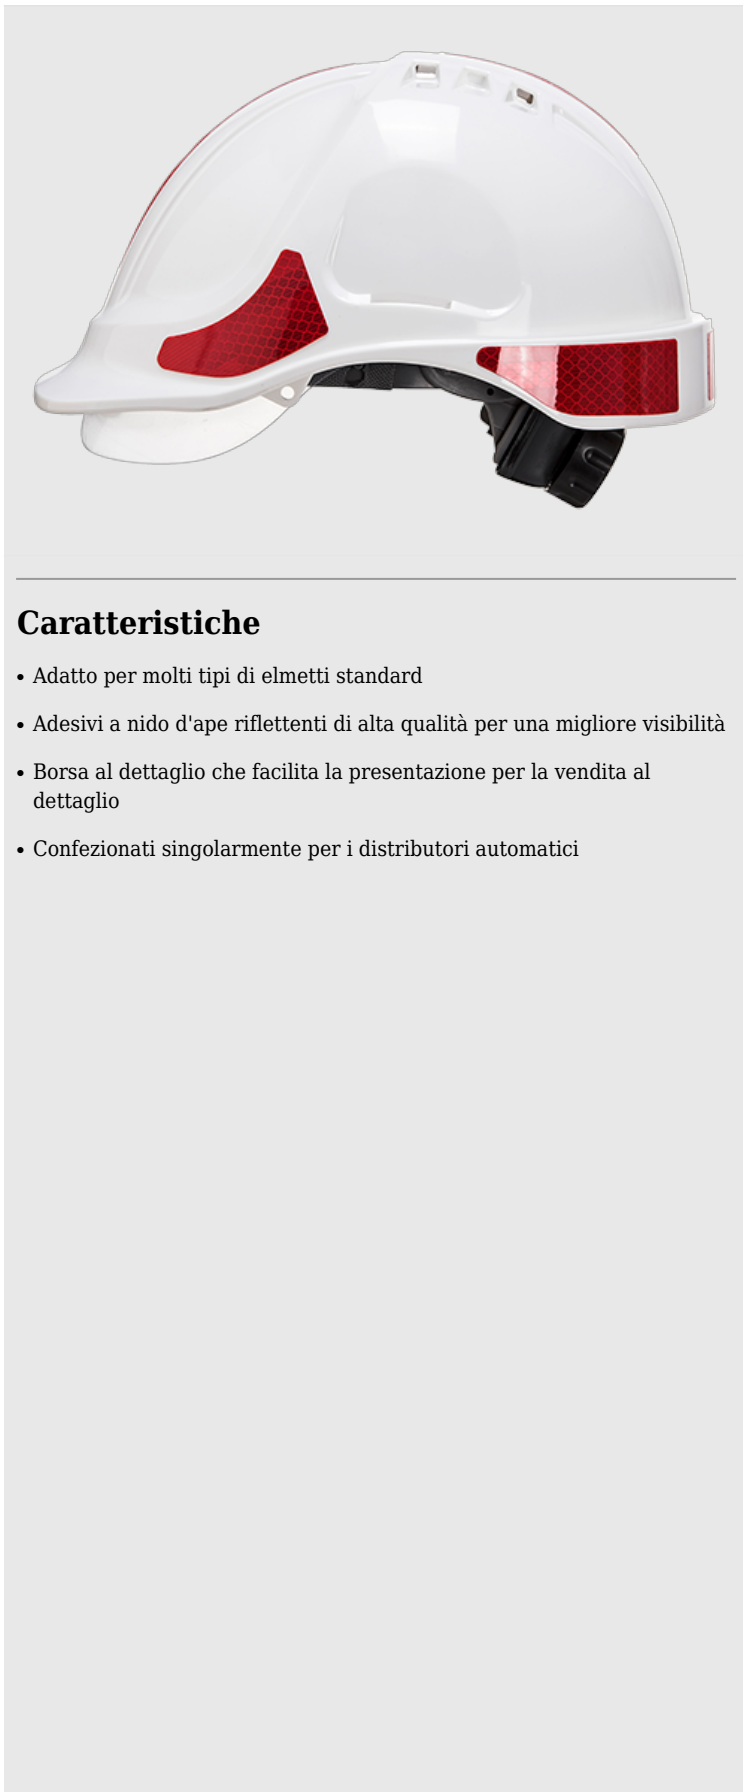 Caratteristiche
• Adatto per molti tipi di elmetti standard
• Adesivi a nido d'ape riflettenti di alta qualità per una migliore visibilità
• Borsa al dettaglio che facilita la presentazione per la vendita al
dettaglio
• Confezionati singolarmente per i distributori automatici